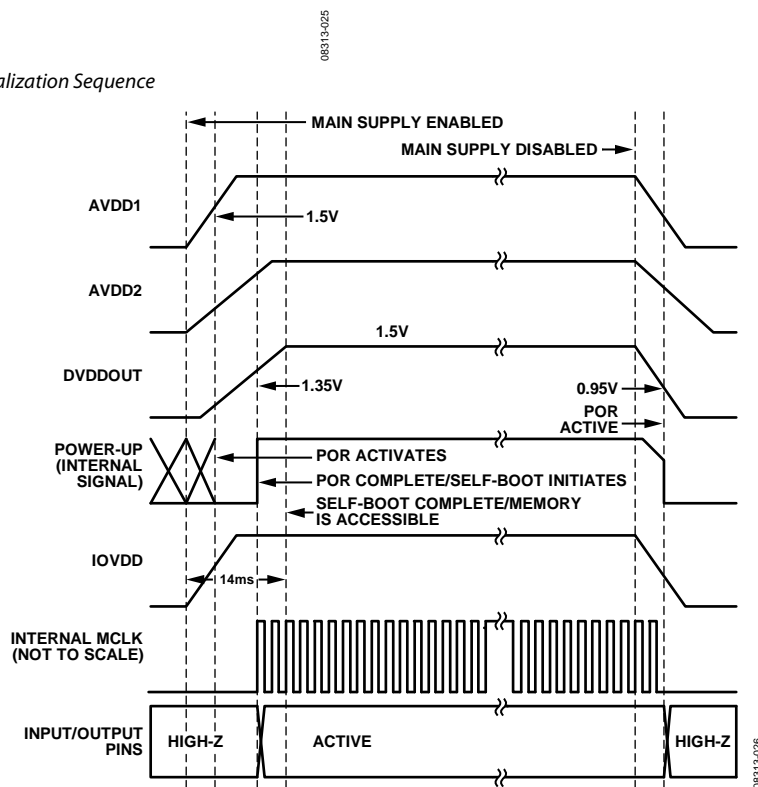 08313-025
alization Sequence
MAIN SUPPLY ENABLED
MAIN SUPPLY DISABLED
AVDD1
1.5V
AVDD2
1.5V
DVDDOUT
1.35V
0.95V
POR
ACTIVE
POWER-UP
(INTERNAL
SIGNAL)
POR ACTIVATES
POR COMPLETE/SELF-BOOT INITIATES
SELF-BOOT COMPLETE/MEMORY
IS ACCESSIBLE
IOVDD
14ms
INTERNAL MCLK
(NOT TO SCALE)
INPUT/OUTPUT
PINS
HIGH-Z
ACTIVE
HIGH-Z
08313-026